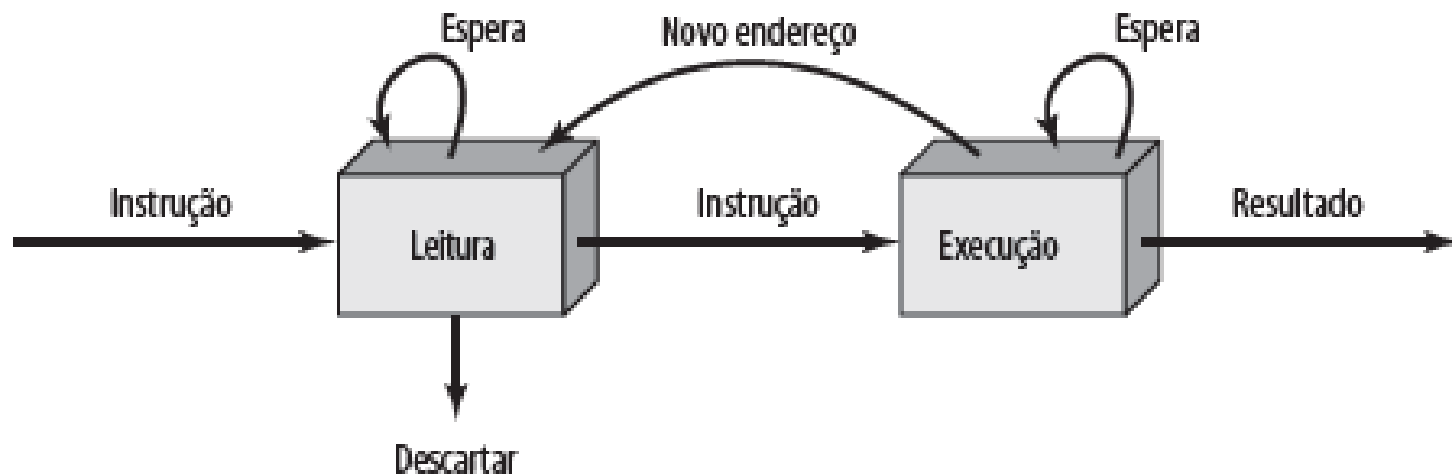 Espera
Novo endereço
Espera
Instrução
Leitura
Instrução
Execução
Resultado
Descartar